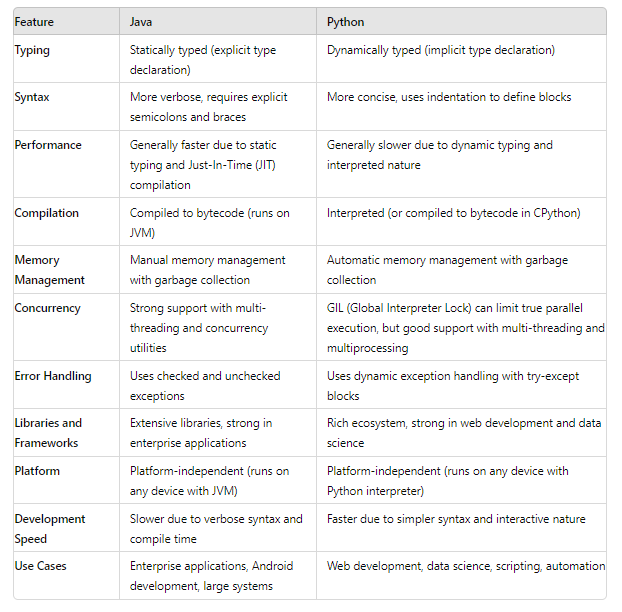 Feature Java Python
Typing Statically typed (explicit type Dynamically typed (implicit type declaration)
declaration)
Syntax More verbose, requires explicit More concise, uses indentation to define blocks
semicolons and braces
Performance Generally faster due to static Generally slower due to dynamic typing and
typing and Just-In-Time (JIT) interpreted nature
compilation
Compilation Compiled to bytecode (runs on Interpreted (or compiled to bytecode in CPython)
JVM)
Memory Manual memory management Automatic memory management with garbage
Management with garbage collection collection
Concurrency Strong support with multi- GIL (Global Interpreter Lock) can limit true parallel
threading and concurrency execution, but good support with multi-threading and
utilities multiprocessing
Error Handling Uses checked and unchecked Uses dynamic exception handling with try-except
exceptions blocks
Libraries and Extensive libraries, strong in Rich ecosystem, strong in web development and data
Frameworks enterprise applications science
Platform Platform-independent (runs on Platform-independent (runs on any device with
any device with JVM) Python interpreter)
Development Slower due to verbose syntax and Faster due to simpler syntax and interactive nature
Speed compile time
Use Cases Enterprise applications, Android Web development, data science, scripting, automation
development, large systems